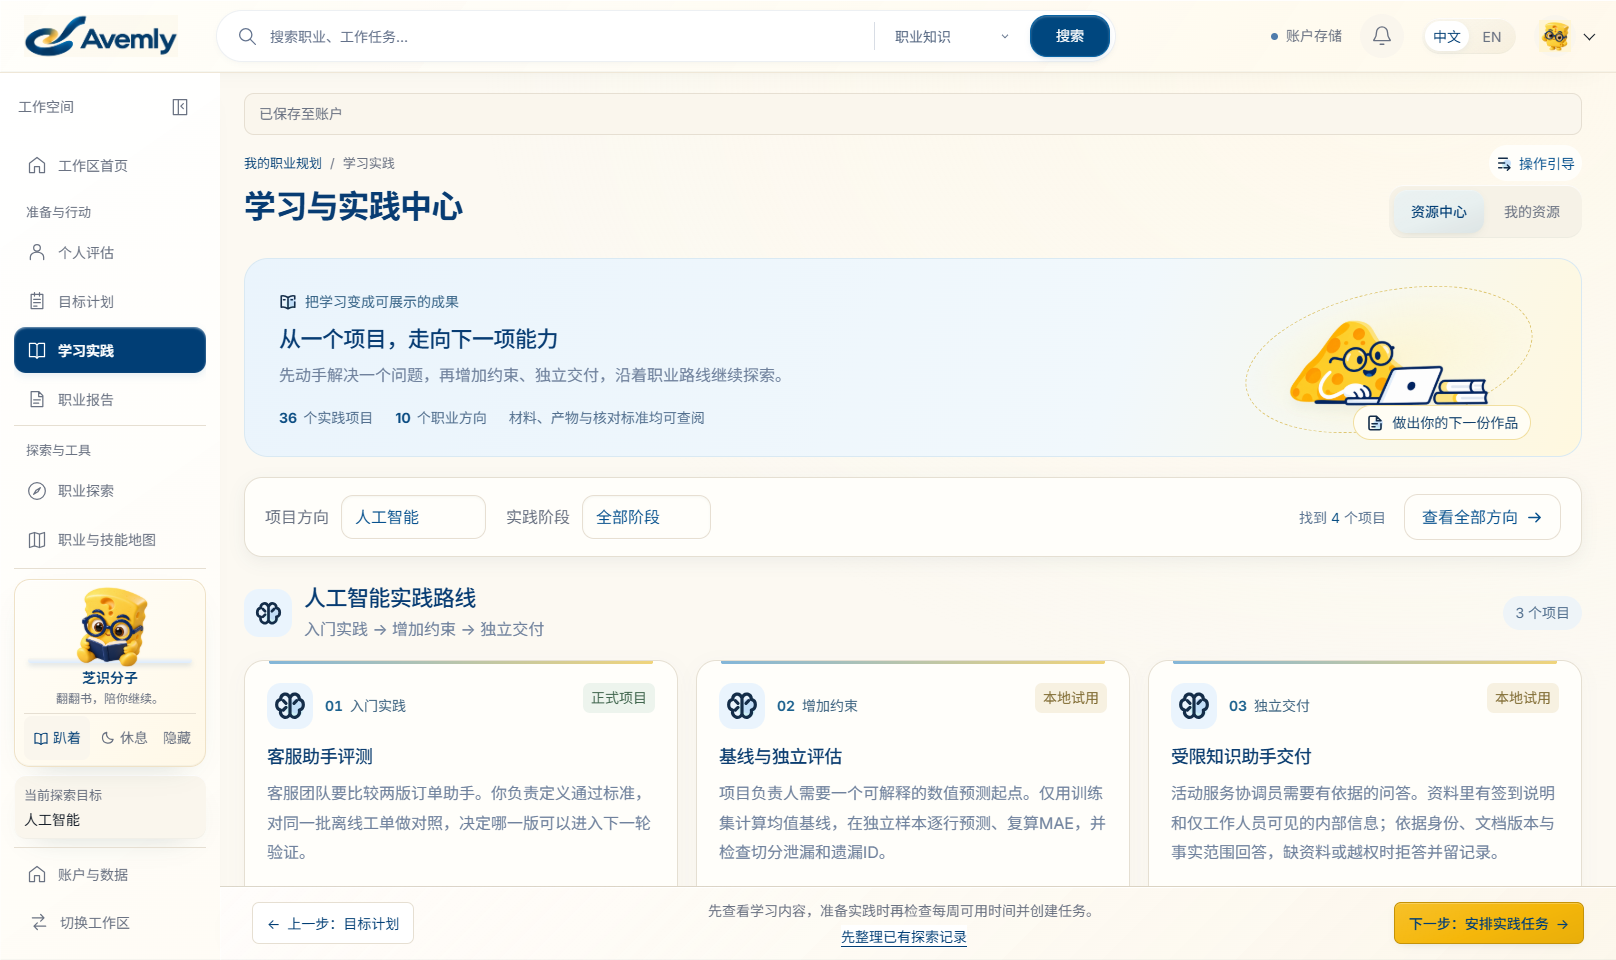 Avemly
搜索职业、工作任务...
职业知识
搜索
账户存储
中文
EN
工作空间
工作区首页
准备与行动
个人评估
目标计划
学习实践
职业报告
探索与工具
职业探索
职业与技能地图
芝识分子
翻翻书，陪你继续。
趴着
休息
隐藏
当前探索目标
人工智能
账户与数据
切换工作区
已保存至账户
我的职业规划 / 学习实践
操作引导
学习与实践中心
资源中心
我的资源
把学习变成可展示的成果
从一个项目，走向下一项能力
先动手解决一个问题，再增加约束、独立交付，沿着职业路线继续探索。
36 个实践项目
10 个职业方向
材料、产物与核对标准均可查阅
做出你的下一份作品
项目方向
人工智能
实践阶段
全部阶段
找到 4 个项目
查看全部方向 →
人工智能实践路线
入门实践 → 增加约束 → 独立交付
3 个项目
01 入门实践
正式项目
客服助手评测
客服团队要比较两版订单助手。你负责定义通过标准，
对同一批离线工单做对照，决定哪一版可以进入下一轮
验证。
02 增加约束
本地试用
基线与独立评估
项目负责人需要一个可解释的数值预测起点。仅用训练
集计算均值基线，在独立样本逐行预测、复算MAE，并
检查切分泄漏和遗漏ID。
03 独立交付
本地试用
受限知识助手交付
活动服务协调员需要有依据的问答。资料里有签到说明
和仅工作人员可见的内部信息；依据身份、文档版本与
事实范围回答，缺资料或越权时拒答并留记录。
← 上一步：目标计划
先查看学习内容，准备实践时再检查每周可用时间并创建任务。
先整理已有探索记录
下一步：安排实践任务 →